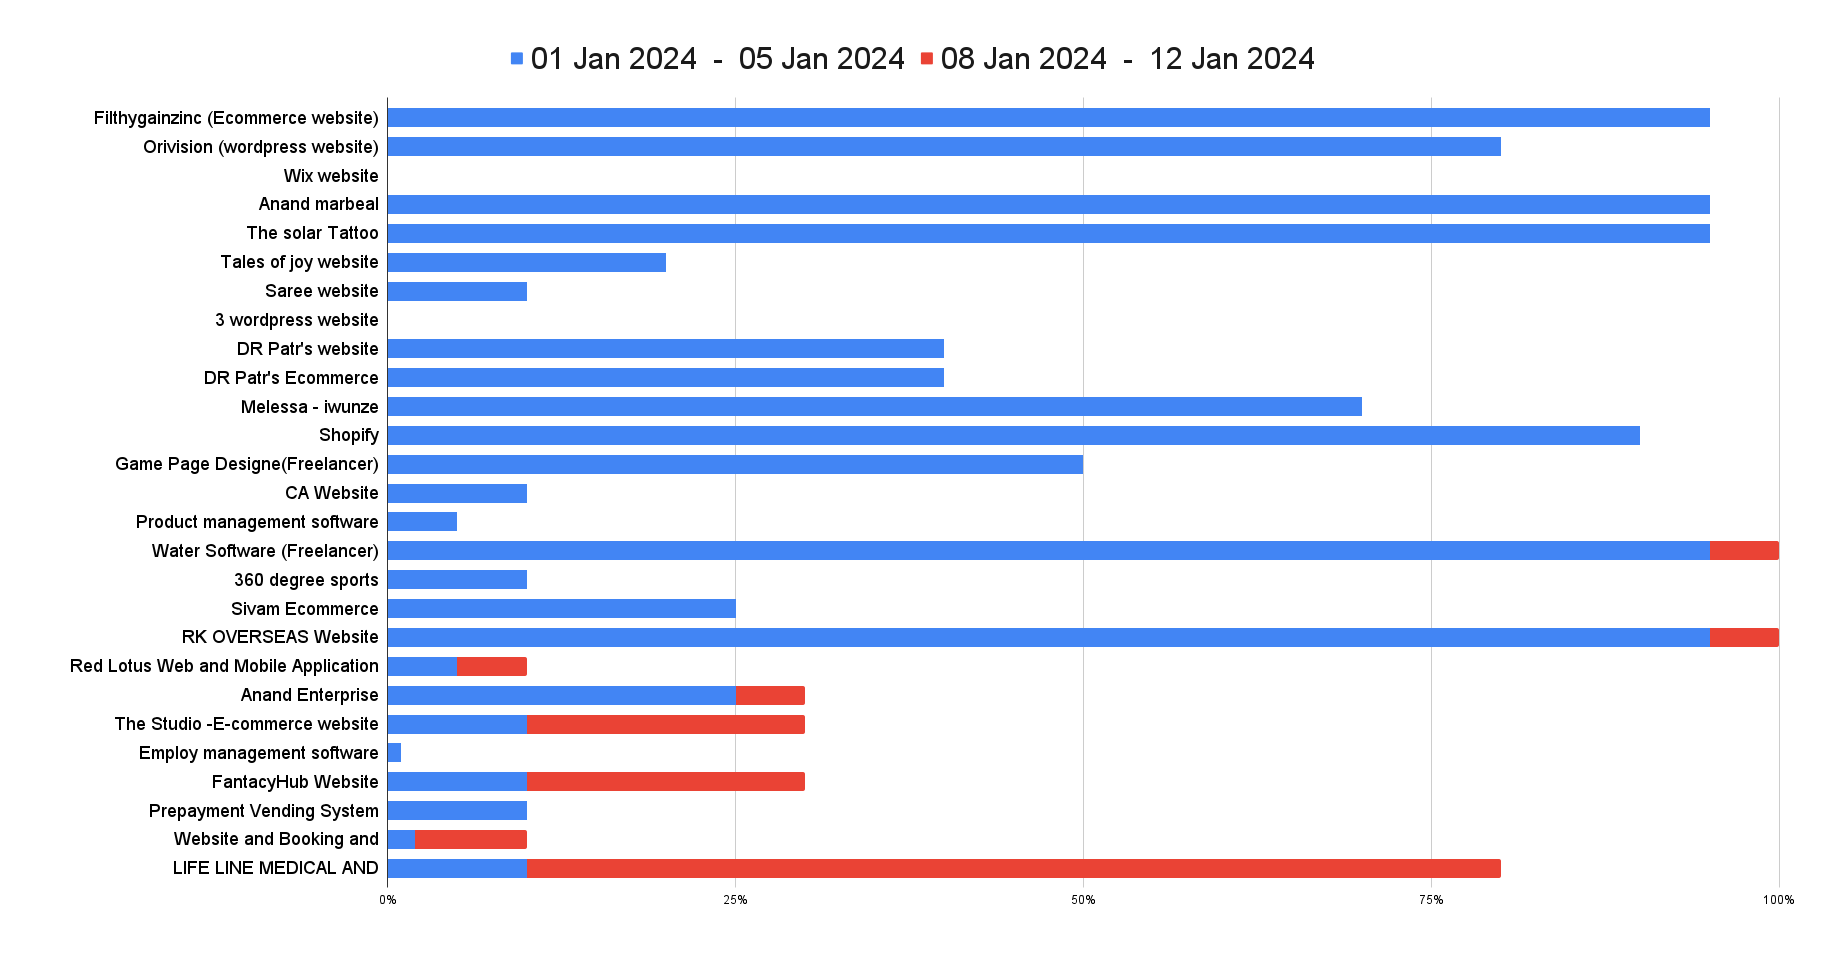 01 Jan 2024 - 05 Jan 2024 08 Jan 2024 - 12 Jan 2024
Filthygainzinc (Ecommerce website)
Orivision (wordpress website)
Wix website
Anand marbeal
The solar Tattoo
Tales of joy website
Saree website
3 wordpress website
DR Patr's website
DR Patr's Ecommerce
Melessa - iwunze
Shopify
Game Page Designe(Freelancer)
CA Website
Product management software
Water Software (Freelancer)
360 degree sports
Sivam Ecommerce
RK OVERSEAS Website
Red Lotus Web and Mobile Application
Anand Enterprise
The Studio -E-commerce website
Employ management software
FantacyHub Website
Prepayment Vending System
Website and Booking and
LIFE LINE MEDICAL AND
0% 25% 50% 75% 100%